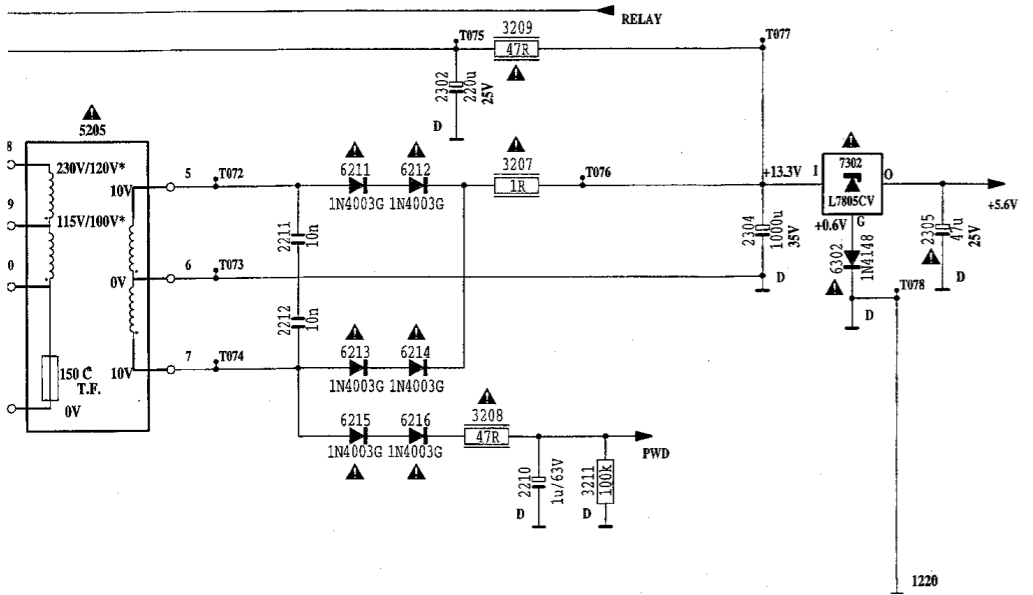 RELAY
T075
3209
47R
T077
2302
220u
25V
D
5205
8
230V/120V*
10V
5
T072
6211
6212
1N4003G
1N4003G
3207
1R
T076
+13.3V
I
7302
L7805CV
O
+5.6V
G
+0.6V
9
115V/100V*
2211
10n
2304
1000u
35V
6302
1N4148
2305
47u
25V
0
0V
6
T073
D
D
D
T078
2212
10n
150 C
T.F.
0V
10V
7
T074
6213
6214
1N4003G
1N4003G
6215
6216
1N4003G
1N4003G
3208
47R
PWD
2210
1u/63V
3211
100k
D
D
1220